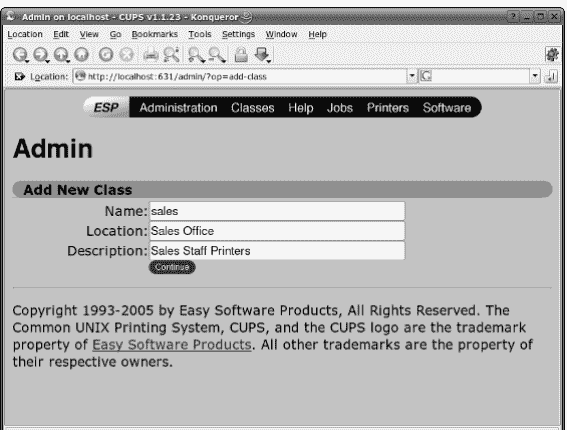 Admin on localhost - CUPS v1.1.23 - Konqueror
Location Edit View Go Bookmarks Tools Settings Window Help
Location: http://localhost:631/admin/?op=add-class
ESP Administration Classes Help Jobs Printers Software
Admin
Add New Class
Name: sales
Location: Sales Office
Description: Sales Staff Printers
Continue
Copyright 1993-2005 by Easy Software Products, All Rights Reserved. The
Common UNIX Printing System, CUPS, and the CUPS logo are the trademark
property of Easy Software Products. All other trademarks are the property of
their respective owners.